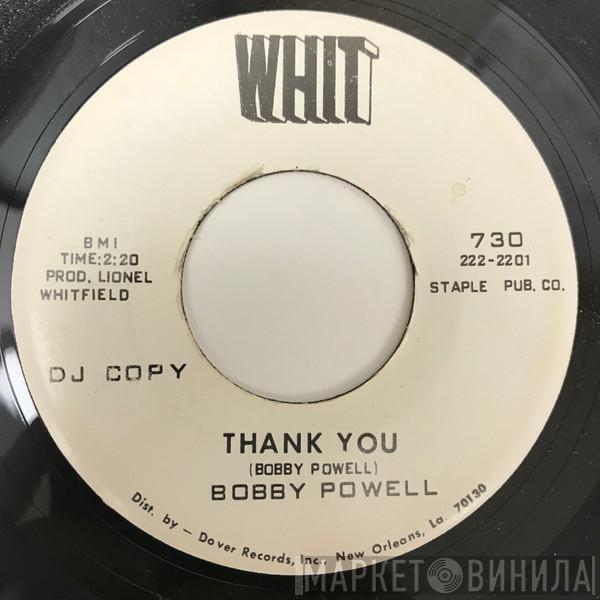 WHIT
BMI
TIME:2:20
PROD. LIONEL
WHITFIELD
730
222-2201
STAPLE PUB. CO.
DJ COPY
THANK YOU
(BOBBY POWELL)
BOBBY POWELL
Dist. by - Dover Records, Inc., New Orleans, La. 70130
МАРКЕТ ВИНИЛА